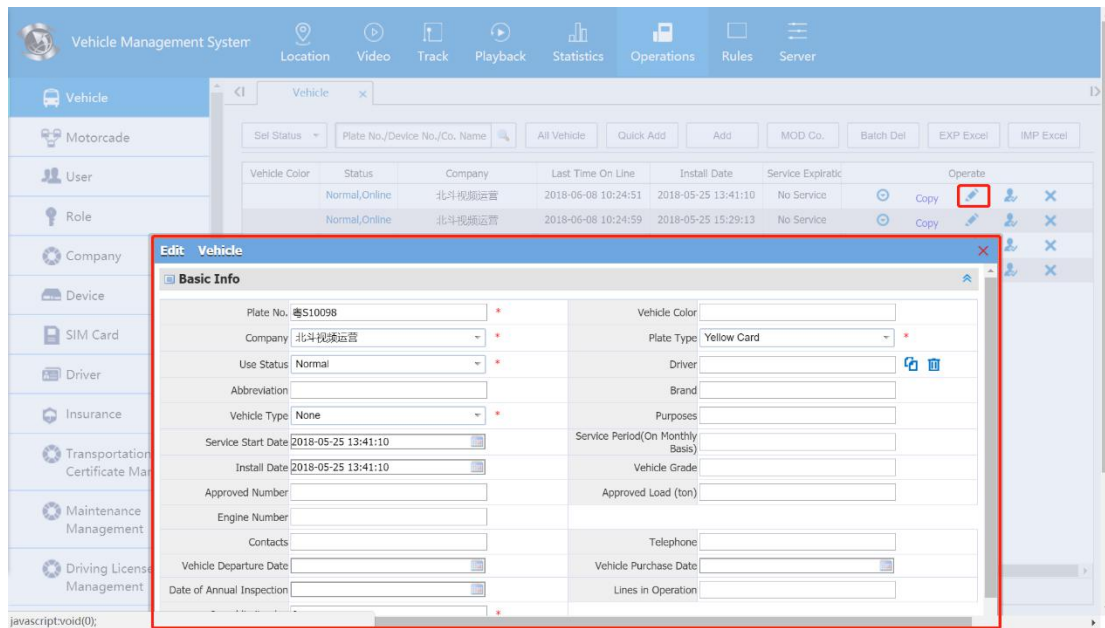 Vehicle Management System
Location Video Track Playback Statistics Operations Rules Server
Vehicle
Vehicle
Motorcade
Sel Status Plate No./Device No./Co. Name All Vehicle Quick Add Add MOD Co. Batch Del EXP Excel IMP Excel
User
Vehicle Color Status Company Last Time On Line Install Date Service Expiratic Operate
Normal,Online 北斗视频运营 2018-06-08 10:24:51 2018-05-25 13:41:10 No Service Copy
Role
Normal,Online 北斗视频运营 2018-06-08 10:24:59 2018-05-25 15:29:13 No Service Copy
Company
Edit Vehicle
Basic Info
Device
Plate No. 粤S10098 * Vehicle Color
SIM Card
Company 北斗视频运营 * Plate Type Yellow Card *
Use Status Normal * Driver
Driver
Abbreviation Brand
Insurance
Vehicle Type None * Purposes
Service Start Date 2018-05-25 13:41:10 Service Period(On Monthly
Basis)
Transportation
Certificate Mar
Install Date 2018-05-25 13:41:10 Vehicle Grade
Approved Number Approved Load (ton)
Maintenance
Management
Engine Number
Contacts Telephone
Driving License
Management
Vehicle Departure Date Vehicle Purchase Date
Date of Annual Inspection Lines in Operation
*
javascript:void(0);